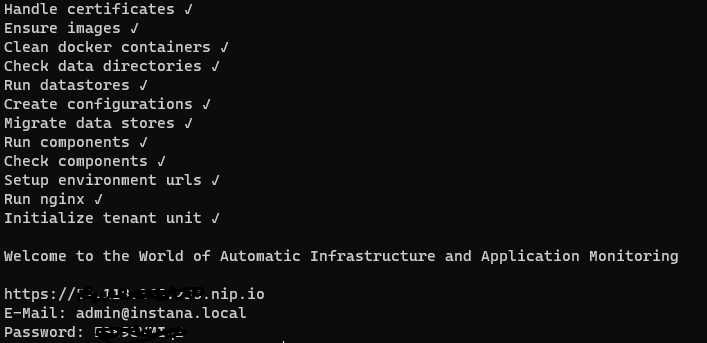 Handle certificates ✓
Ensure images ✓
Clean docker containers ✓
Check data directories ✓
Run datastores ✓
Create configurations ✓
Migrate data stores ✓
Run components ✓
Check components ✓
Setup environment urls ✓
Run nginx ✓
Initialize tenant unit ✓
Welcome to the World of Automatic Infrastructure and Application Monitoring
https:// .nip.io
E-Mail: admin@instana.local
Password: